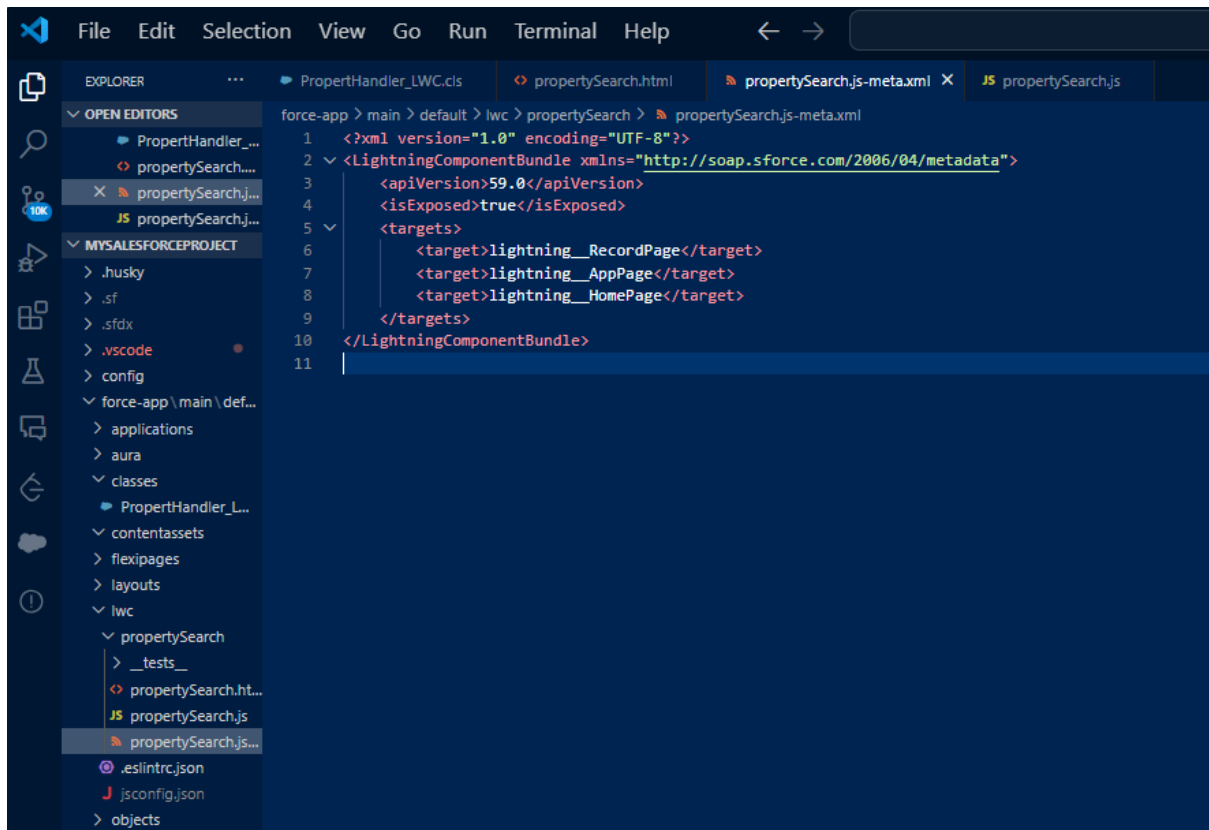 File Edit Selection View Go Run Terminal Help
EXPLORER ...
PropertHandler_LWC.cls propertySearch.html propertySearch.js-meta.xml JS propertySearch.js
OPEN EDITORS
PropertHandler_...
propertySearch....
propertySearch.j...
JS propertySearch.j...
MYSALESFORCEPROJECT
.husky
.sf
.sfdx
.vscode
config
force-app\main\def...
applications
aura
classes
PropertHandler_L...
contentassets
flexipages
layouts
lwc
propertySearch
__tests__
propertySearch.ht...
JS propertySearch.js
propertySearch.js...
.eslintrc.json
J jsconfig.json
objects
10K
force-app > main > default > lwc > propertySearch > propertySearch.js-meta.xml
1 <?xml version="1.0" encoding="UTF-8"?>
2 <LightningComponentBundle xmlns="http://soap.sforce.com/2006/04/metadata">
3 <apiVersion>59.0</apiVersion>
4 <isExposed>true</isExposed>
5 <targets>
6 <target>lightning__RecordPage</target>
7 <target>lightning__AppPage</target>
8 <target>lightning__HomePage</target>
9 </targets>
10 </LightningComponentBundle>
11